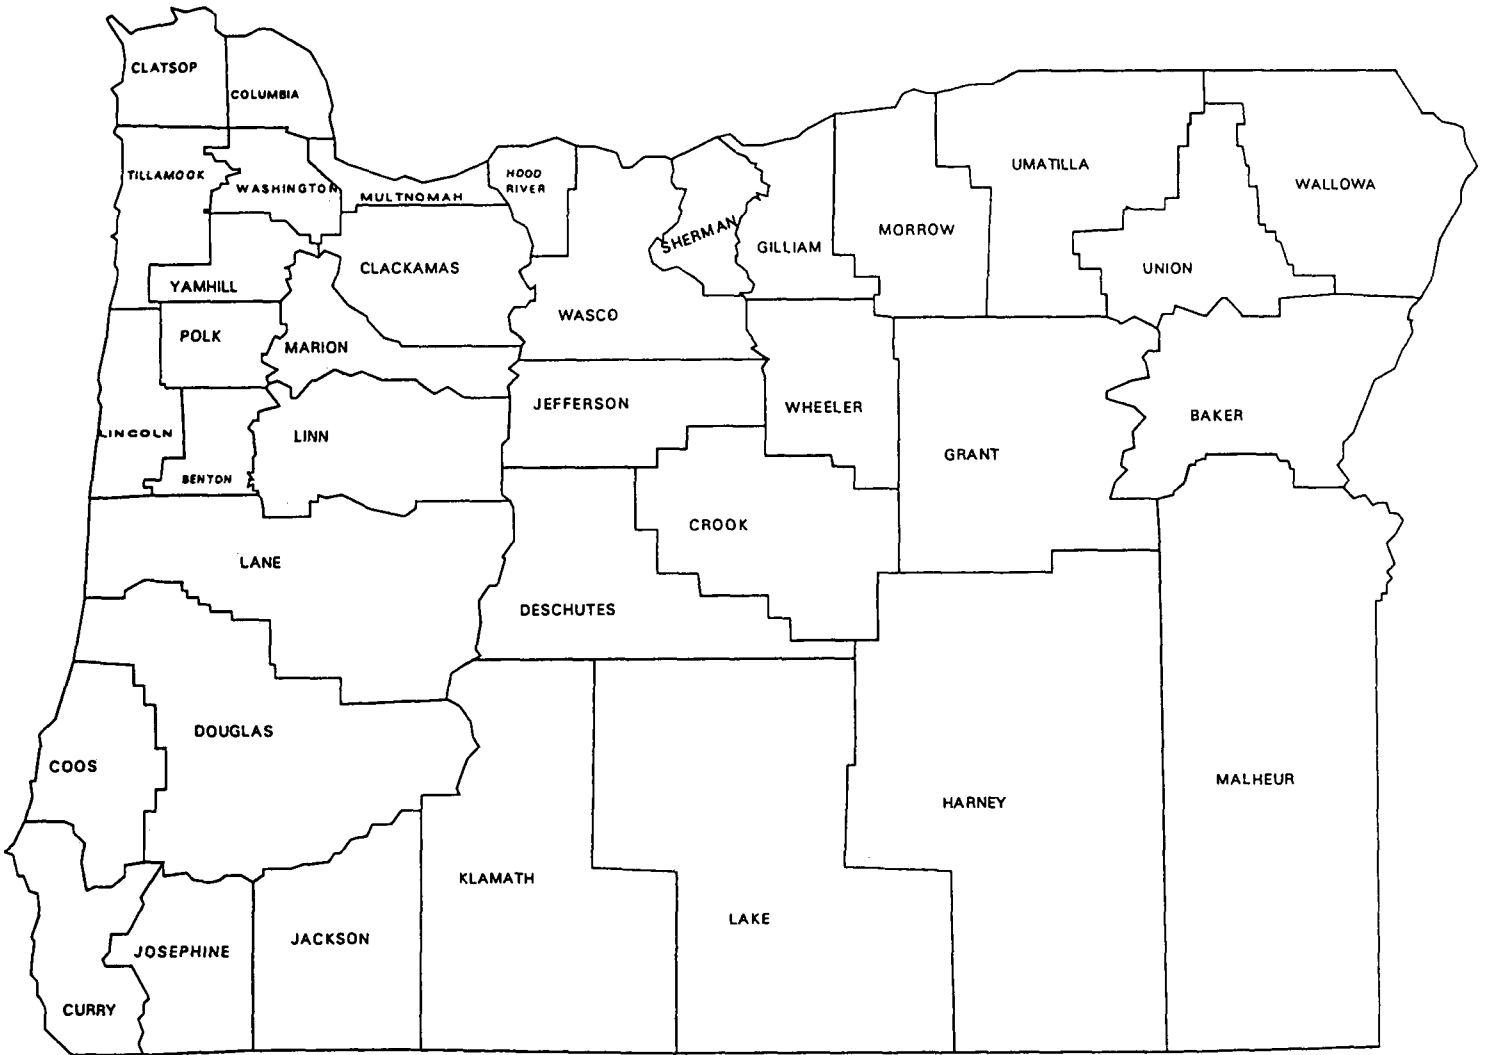 CLATSOP
COLUMBIA
TILLAMOOK
WASHINGTON
MULTNOMAH
HOOD
RIVER
SHERMAN
GILLIAM
MORROW
UMATILLA
WALLOWA
UNION
YAMHILL
CLACKAMAS
WASCO
POLK
MARION
JEFFERSON
WHEELER
GRANT
BAKER
LINCOLN
BENTON
LINN
CROOK
LANE
DESCHUTES
DOUGLAS
COOS
KLAMATH
LAKE
HARNEY
MALHEUR
CURRY
JOSEPHINE
JACKSON